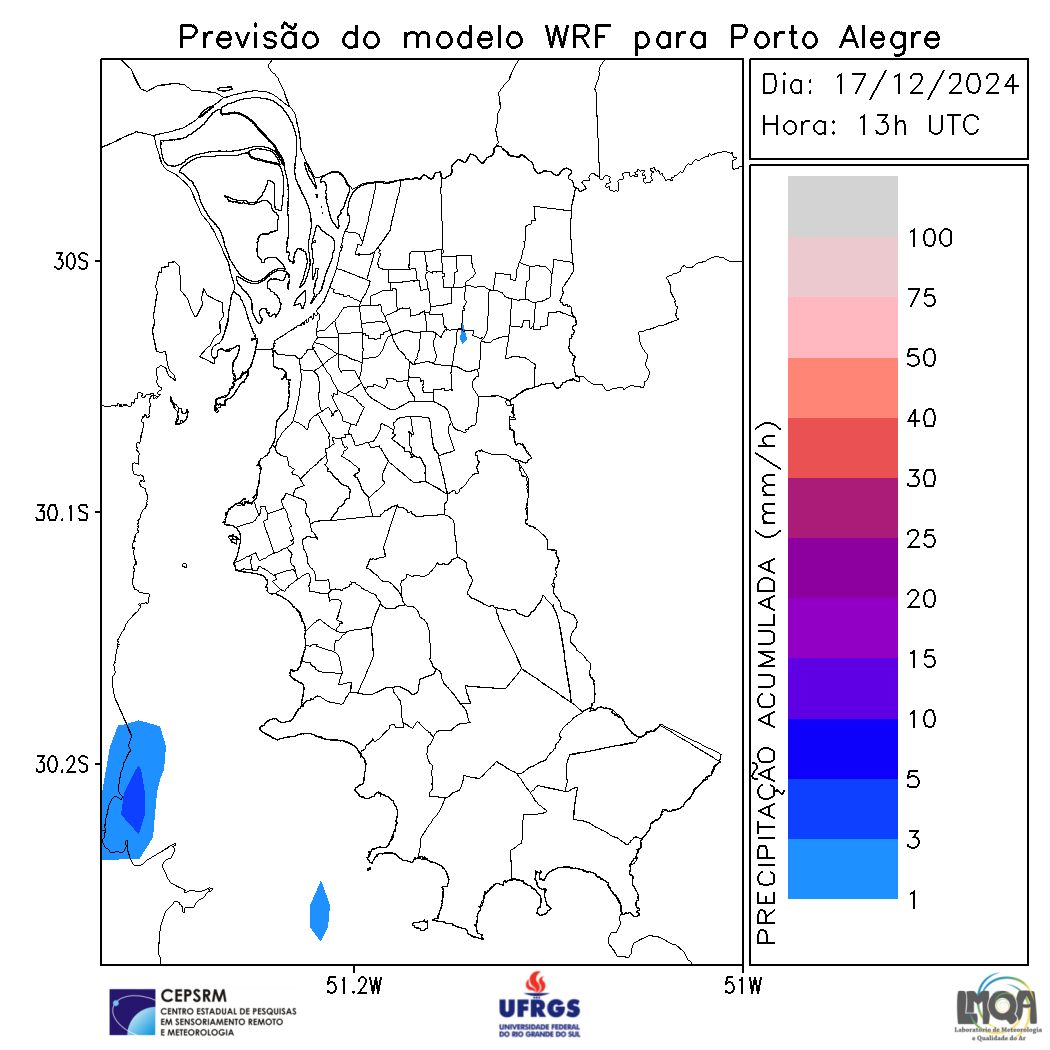 Previsão do modelo WRF para Porto Alegre
Dia: 17/12/2024
Hora: 13h UTC
30S
30.1S
30.2S
51.2W
51W
PRECIPITAÇÃO ACUMULADA (mm/h)
100
75
50
40
30
25
20
15
10
5
3
1
CEPSRM
CENTRO ESTADUAL DE PESQUISAS
EM SENSORIAMENTO REMOTO
E METEOROLOGIA
UFRGS
UNIVERSIDADE FEDERAL
DO RIO GRANDE DO SUL
LMQA
Laboratório de Meteorologia
e Qualidade do Ar